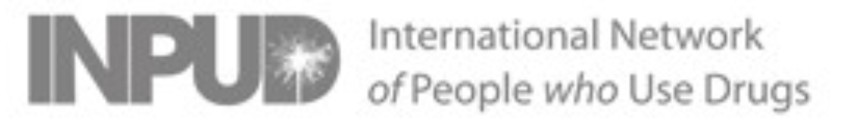 INPUD
International Network
of People who Use Drugs